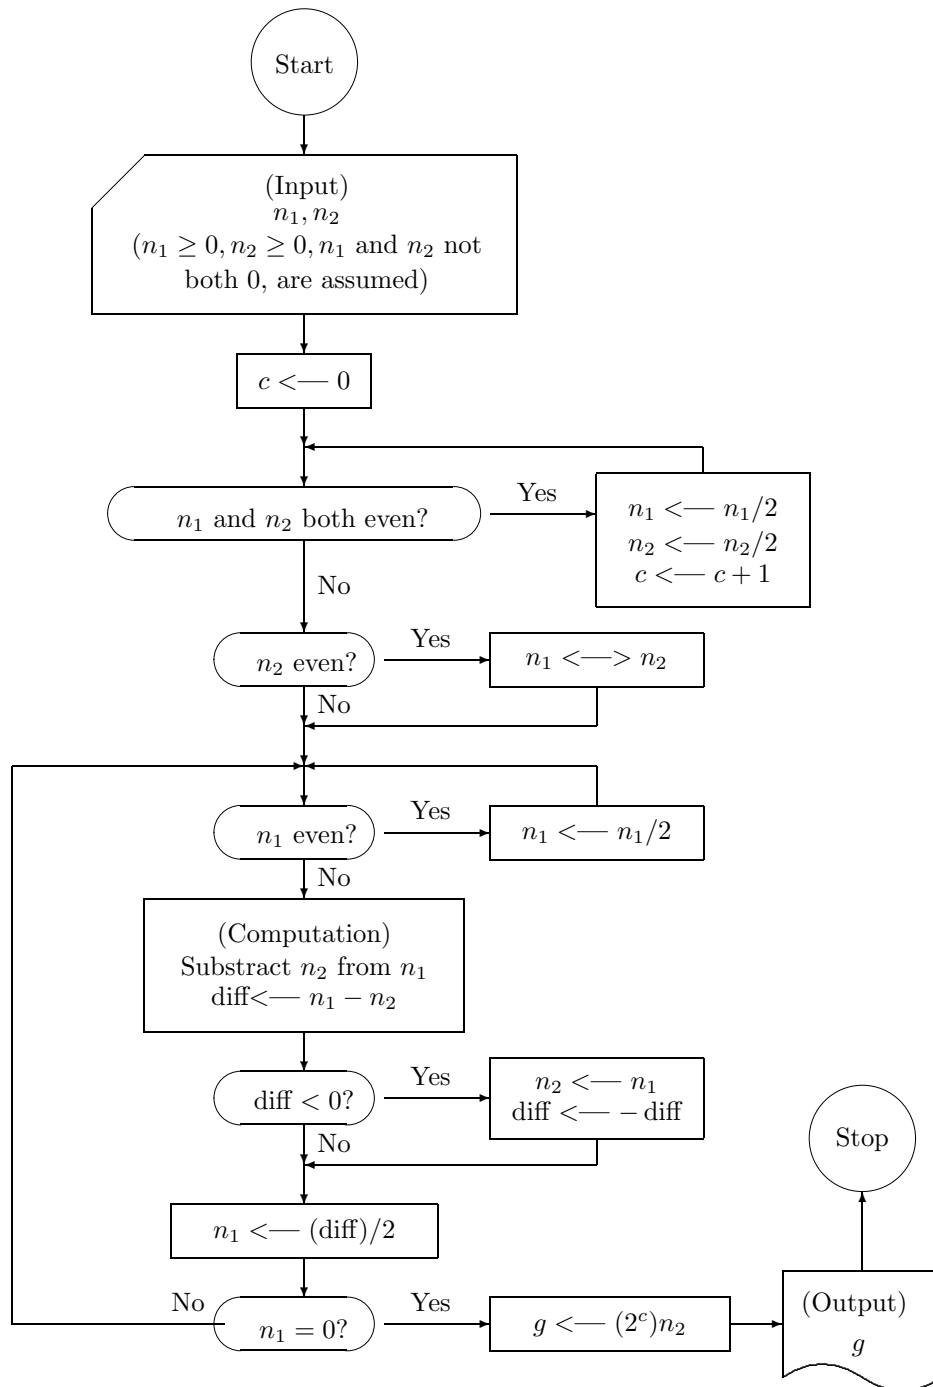 Start
(Input)
n₁, n₂
(n₁ ≥ 0, n₂ ≥ 0, n₁ and n₂ not
both 0, are assumed)
c <— 0
n₁ and n₂ both even?
Yes
n₁ <— n₁/2
n₂ <— n₂/2
c <— c + 1
No
n₂ even?
Yes
n₁ <—> n₂
No
n₁ even?
Yes
n₁ <— n₁/2
No
(Computation)
Substract n₂ from n₁
diff<— n₁ − n₂
diff < 0?
Yes
n₂ <— n₁
diff <— − diff
No
Stop
n₁ <— (diff)/2
No
n₁ = 0?
Yes
g <— (2ᶜ)n₂
(Output)
g